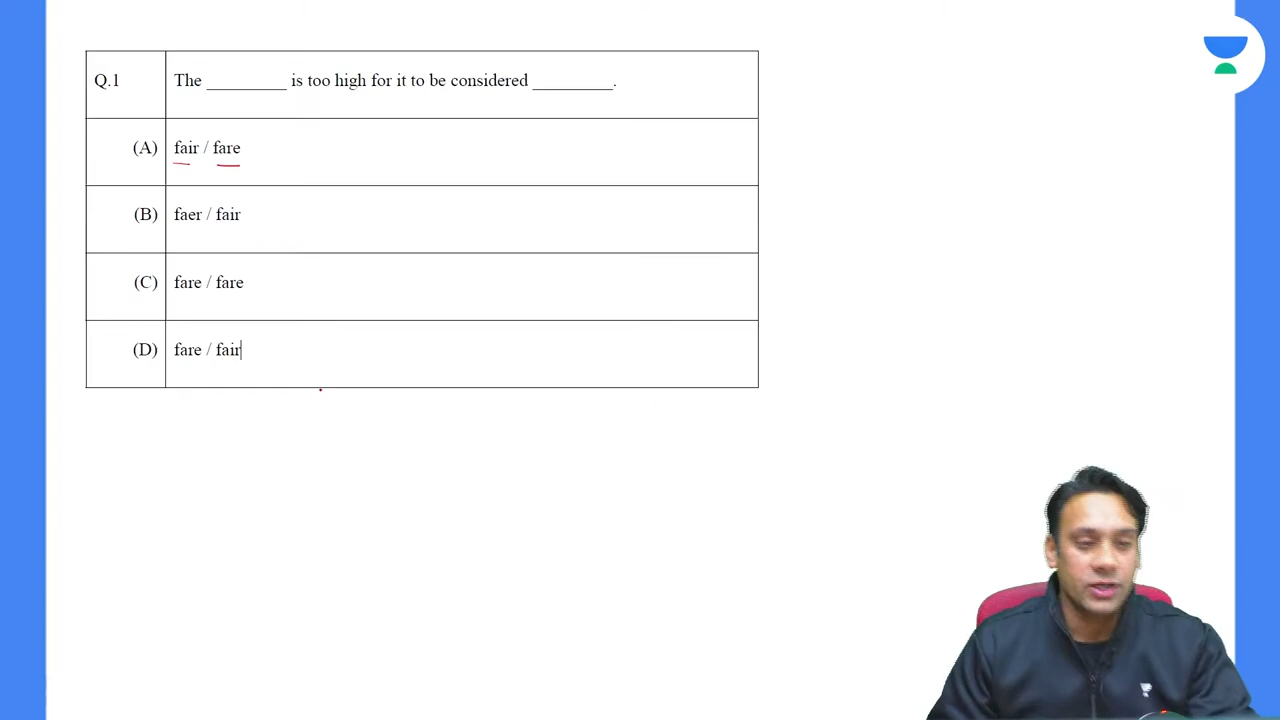 Q.1 The _________ is too high for it to be considered _________.
(A) fair / fare
(B) faer / fair
(C) fare / fare
(D) fare / fair